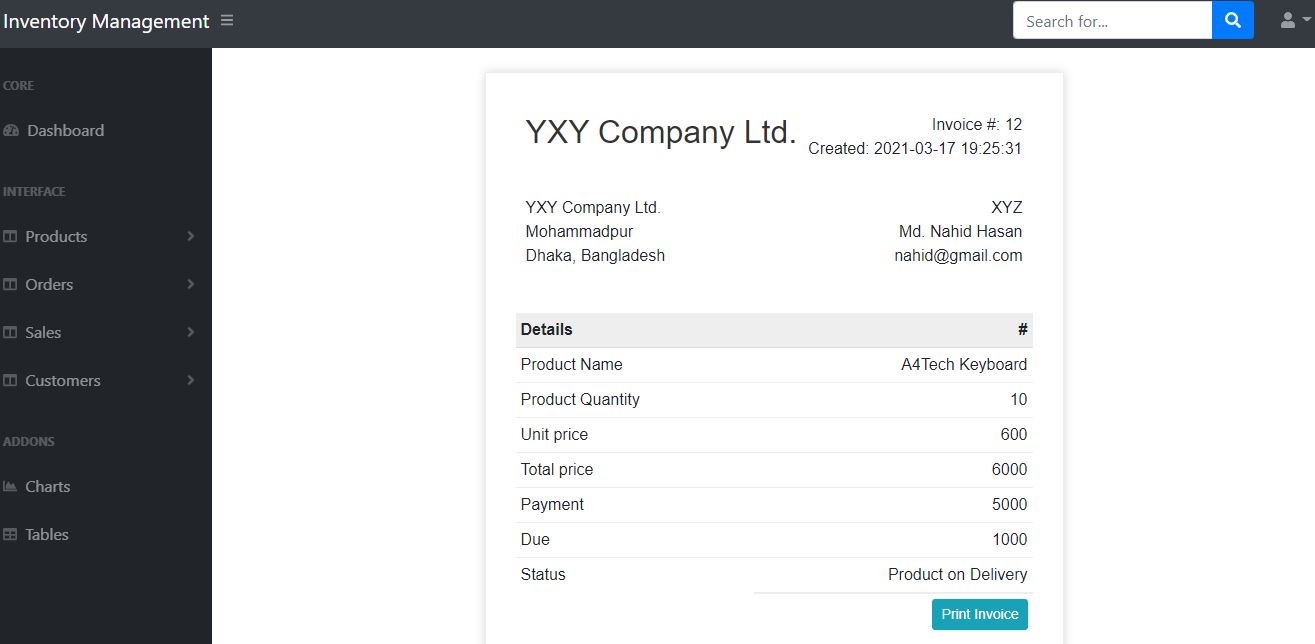 Inventory Management
Search for...
CORE
Dashboard
INTERFACE
Products
Orders
Sales
Customers
ADDONS
Charts
Tables
YXY Company Ltd.
Invoice #: 12
Created: 2021-03-17 19:25:31
YXY Company Ltd.
Mohammadpur
Dhaka, Bangladesh
XYZ
Md. Nahid Hasan
nahid@gmail.com
Details #
Product Name A4Tech Keyboard
Product Quantity 10
Unit price 600
Total price 6000
Payment 5000
Due 1000
Status Product on Delivery
Print Invoice